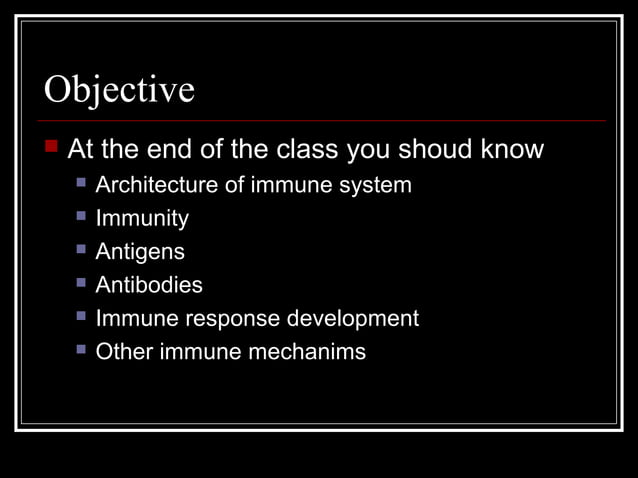 Objective
At the end of the class you shoud know
Architecture of immune system
Immunity
Antigens
Antibodies
Immune response development
Other immune mechanims